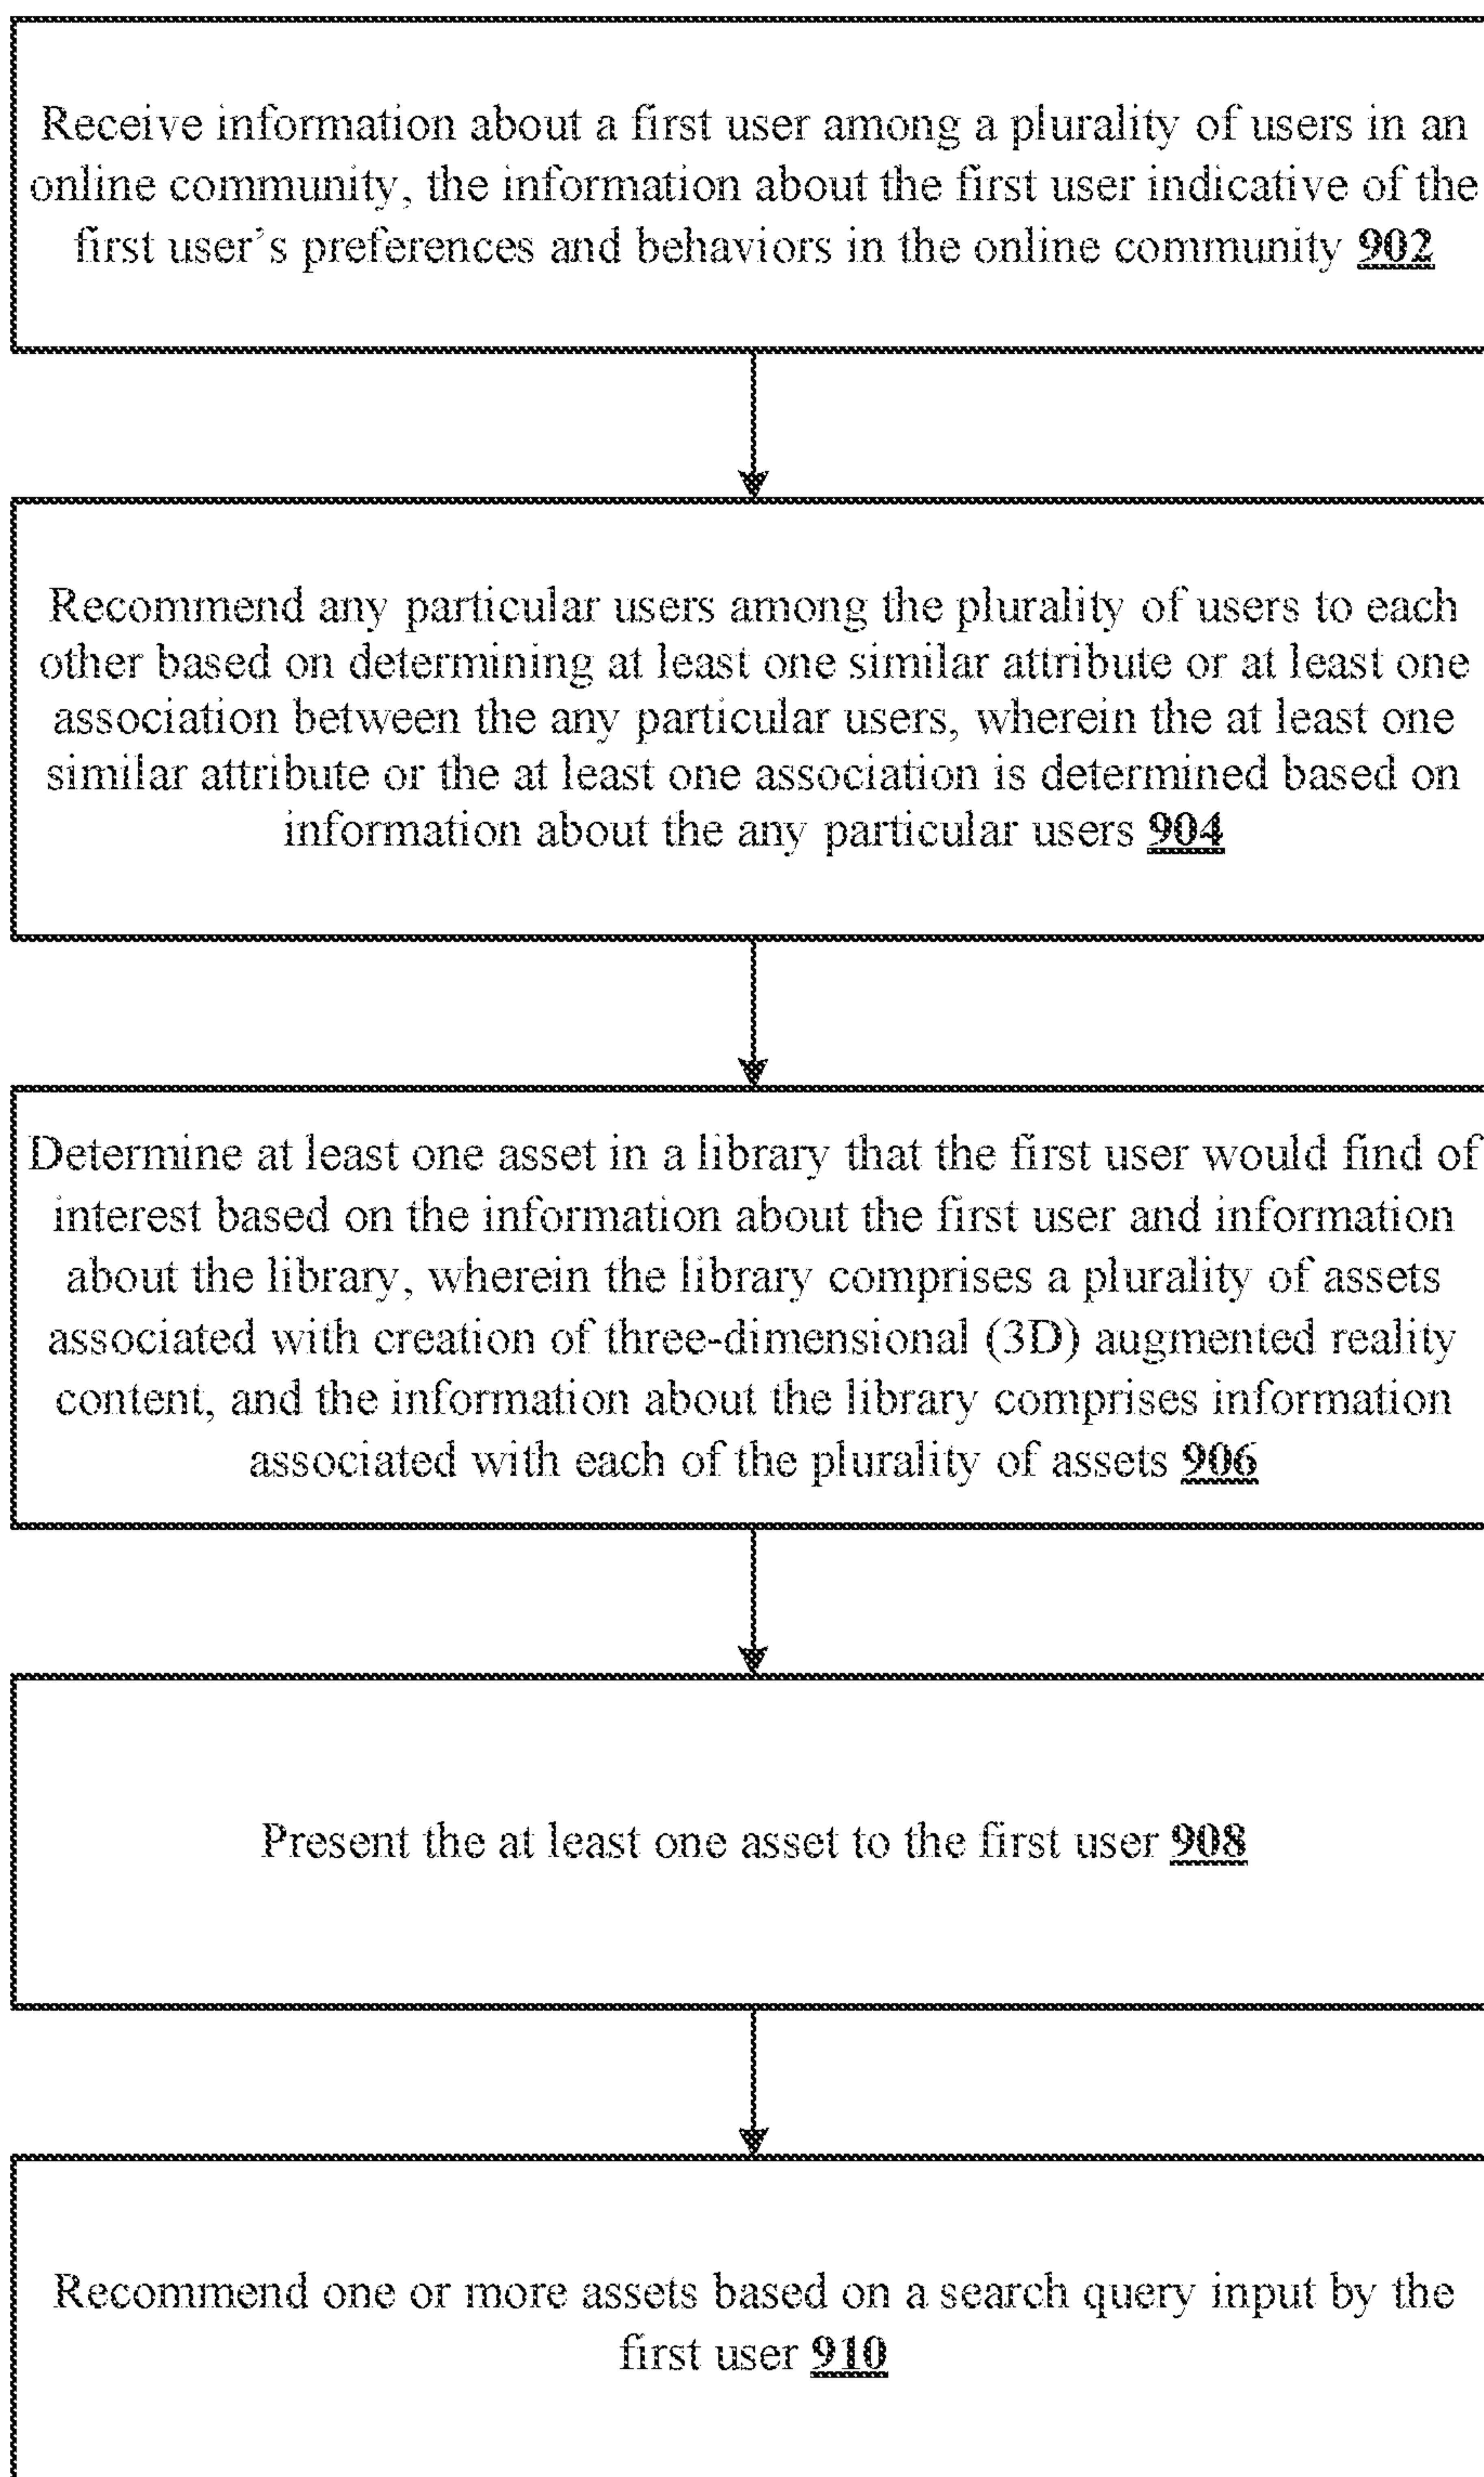 Receive information about a first user among a plurality of users in an
online community, the information about the first user indicative of the
first user’s preferences and behaviors in the online community 902
Recommend any particular users among the plurality of users to each
other based on determining at least one similar attribute or at least one
association between the any particular users, wherein the at least one
similar attribute or the at least one association is determined based on
information about the any particular users 904
Determine at least one asset in a library that the first user would find of
interest based on the information about the first user and information
about the library, wherein the library comprises a plurality of assets
associated with creation of three-dimensional (3D) augmented reality
content, and the information about the library comprises information
associated with each of the plurality of assets 906
Present the at least one asset to the first user 908
Recommend one or more assets based on a search query input by the
first user 910